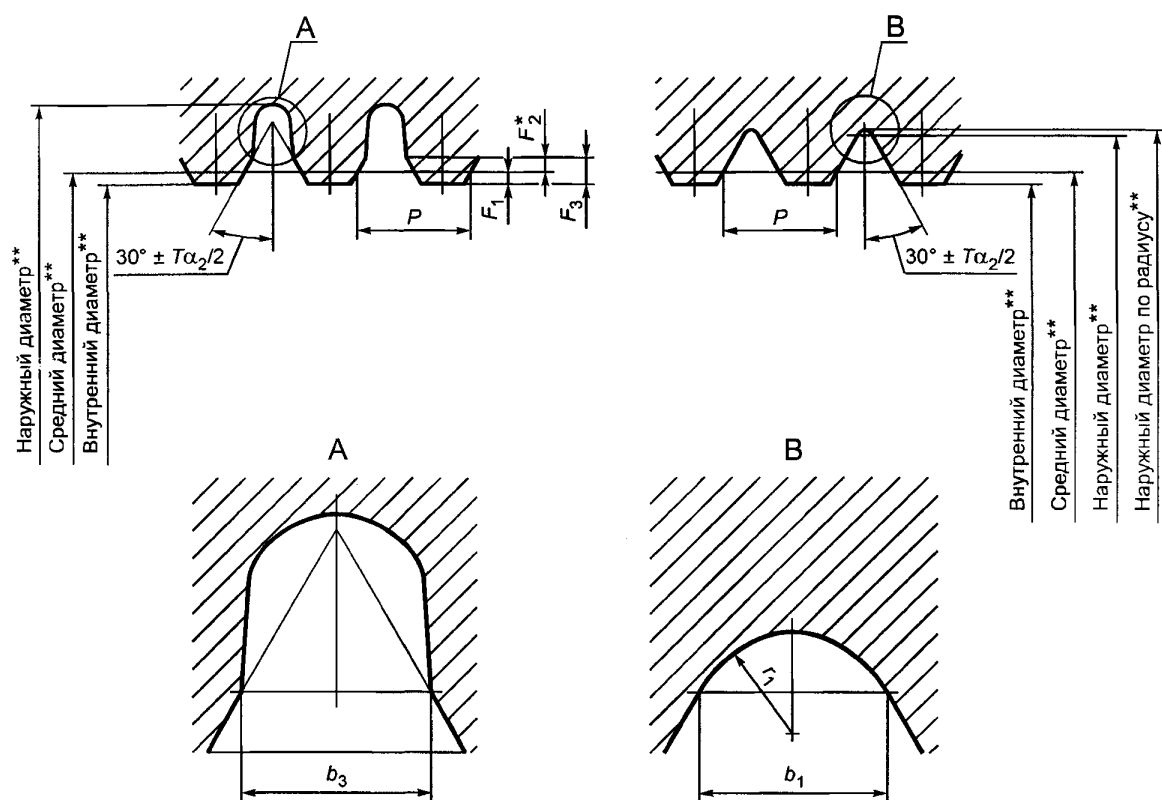 A
B
F*2
F1
F3
P
P
30° ± Tα2/2
30° ± Tα2/2
Наружный диаметр**
Средний диаметр**
Внутренний диаметр**
Внутренний диаметр**
Средний диаметр**
Наружный диаметр**
Наружный диаметр по радиусу**
A
B
r1
b3
b1